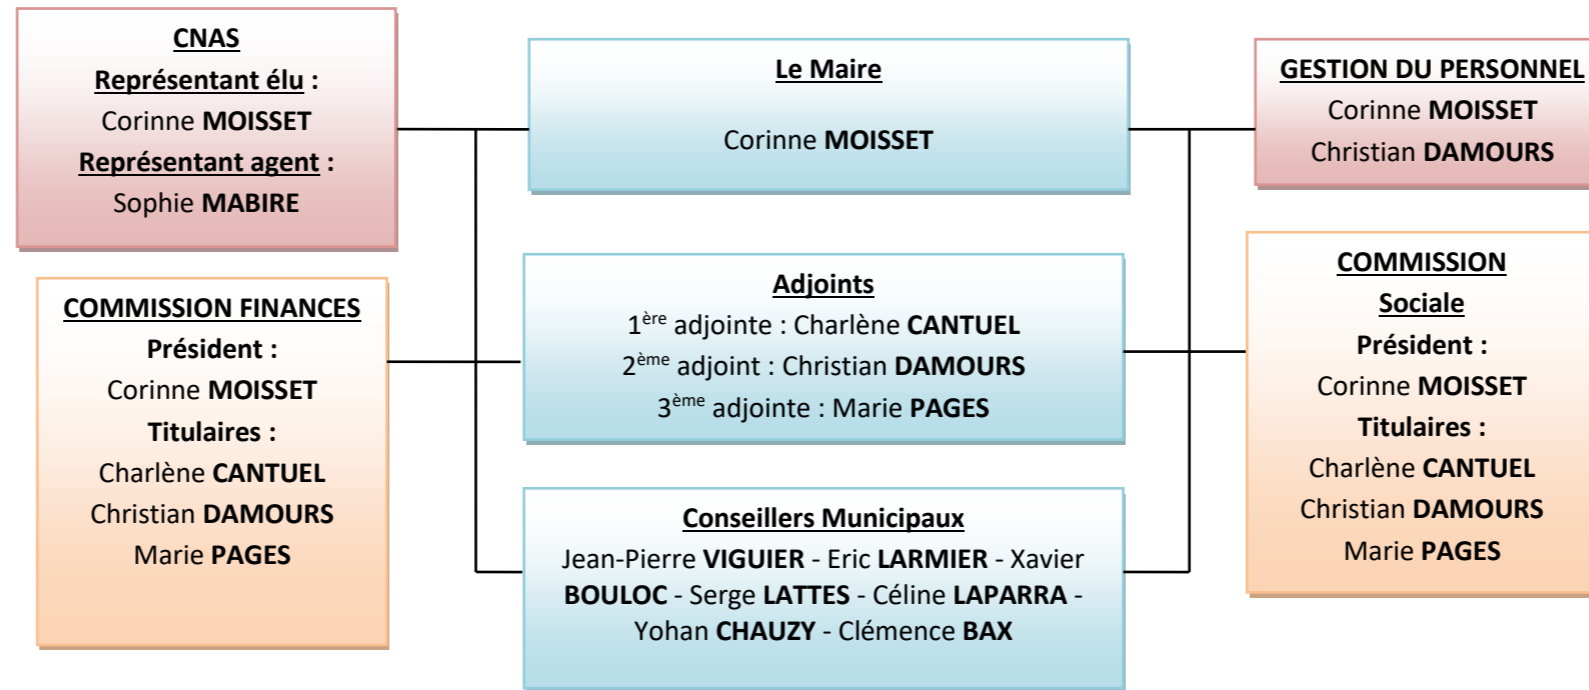 CNAS
Représentant élu :
Corinne MOISSET
Représentant agent :
Sophie MABIRE
Le Maire
Corinne MOISSET
GESTION DU PERSONNEL
Corinne MOISSET
Christian DAMOURS
COMMISSION FINANCES
Président :
Corinne MOISSET
Titulaires :
Charlène CANTUEL
Christian DAMOURS
Marie PAGES
Adjoints
1ère adjointe : Charlène CANTUEL
2ème adjoint : Christian DAMOURS
3ème adjointe : Marie PAGES
COMMISSION
Sociale
Président :
Corinne MOISSET
Titulaires :
Charlène CANTUEL
Christian DAMOURS
Marie PAGES
Conseillers Municipaux
Jean-Pierre VIGUIER - Eric LARMIER - Xavier
BOULOC - Serge LATTES - Céline LAPARRA -
Yohan CHAUZY - Clémence BAX